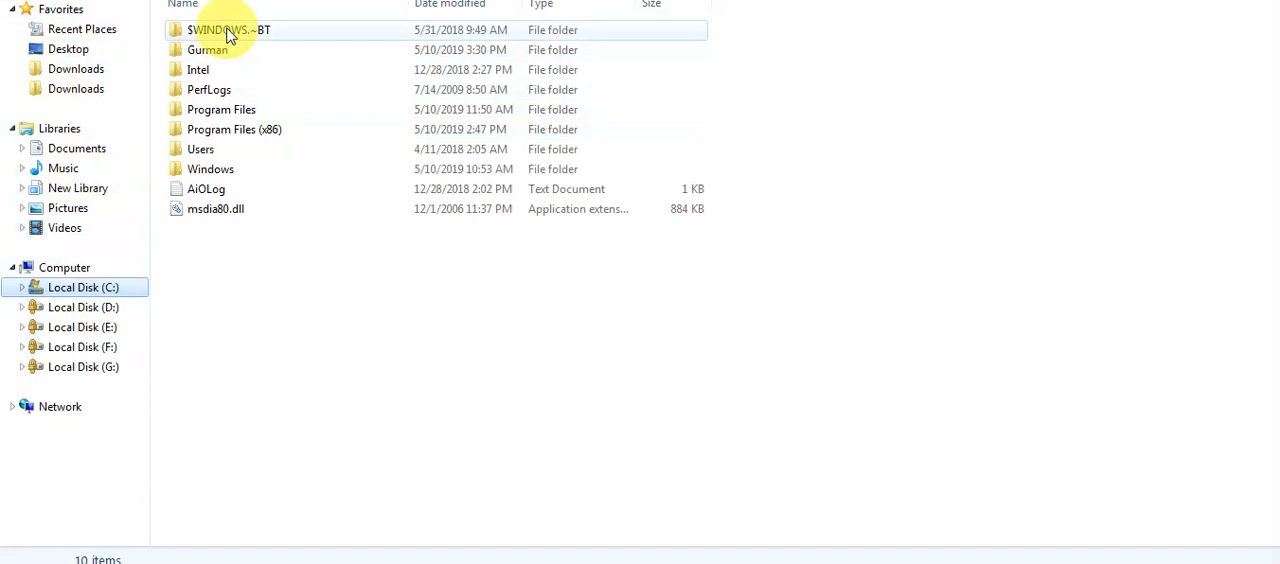 Favorites
Recent Places
Desktop
Downloads
Downloads
Libraries
Documents
Music
New Library
Pictures
Videos
Computer
Local Disk (C:)
Local Disk (D:)
Local Disk (E:)
Local Disk (F:)
Local Disk (G:)
Network
Name Date modified Type Size
$WINDOWS.~BT 5/31/2018 9:49 AM File folder
Gurman 5/10/2019 3:30 PM File folder
Intel 12/28/2018 2:27 PM File folder
PerfLogs 7/14/2009 8:50 AM File folder
Program Files 5/10/2019 11:50 AM File folder
Program Files (x86) 5/10/2019 2:47 PM File folder
Users 4/11/2018 2:05 AM File folder
Windows 5/10/2019 10:53 AM File folder
AiOLog 12/28/2018 2:02 PM Text Document 1 KB
msdia80.dll 12/1/2006 11:37 PM Application extens... 884 KB
10 items